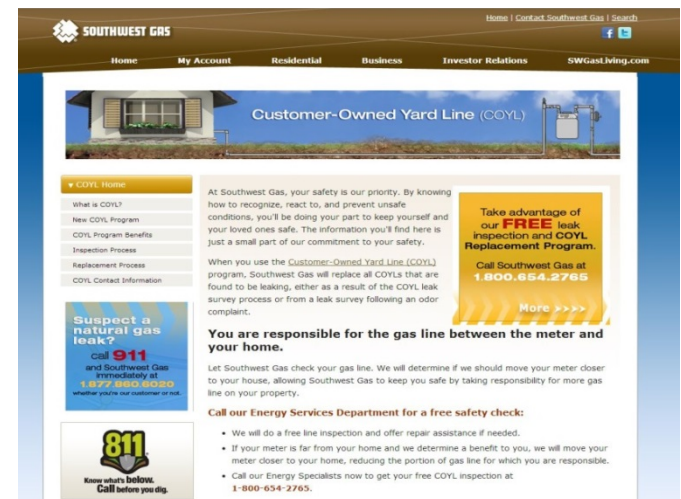 Home | Contact Southwest Gas | Search
SOUTHWEST GAS
Home My Account Residential Business Investor Relations SWGasLiving.com
Customer-Owned Yard Line (COYL)
COYL Home
What is COYL?
New COYL Program
COYL Program Benefits
Inspection Process
Replacement Process
COYL Contact Information
Suspect a
natural gas
leak?
call 911
and Southwest Gas
immediately at
1.877.860.6020
whether you're our customer or not.
811
Know what's below.
Call before you dig.
At Southwest Gas, your safety is our priority. By knowing
how to recognize, react to, and prevent unsafe
conditions, you'll be doing your part to keep yourself and
your loved ones safe. The information you'll find here is
just a small part of our commitment to your safety.
When you use the Customer-Owned Yard Line (COYL)
program, Southwest Gas will replace all COYLs that are
found to be leaking, either as a result of the COYL leak
survey process or from a leak survey following an odor
complaint.
Take advantage of
our FREE leak
inspection and COYL
Replacement Program.
Call Southwest Gas at
1.800.654.2765
More >>>>
You are responsible for the gas line between the meter and
your home.
Let Southwest Gas check your gas line. We will determine if we should move your meter closer
to your house, allowing Southwest Gas to keep you safe by taking responsibility for more gas
line on your property.
Call our Energy Services Department for a free safety check:
• We will do a free line inspection and offer repair assistance if needed.
• If your meter is far from your home and we determine a benefit to you, we will move your
meter closer to your home, reducing the portion of gas line for which you are responsible.
• Call our Energy Specialists now to get your free COYL inspection at
1-800-654-2765.